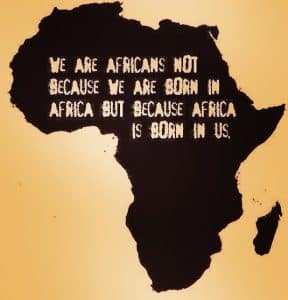 WE ARE AFRICANS NOT
BECAUSE WE ARE BORN IN
AFRICA BUT BECAUSE AFRICA
IS BORN IN US.